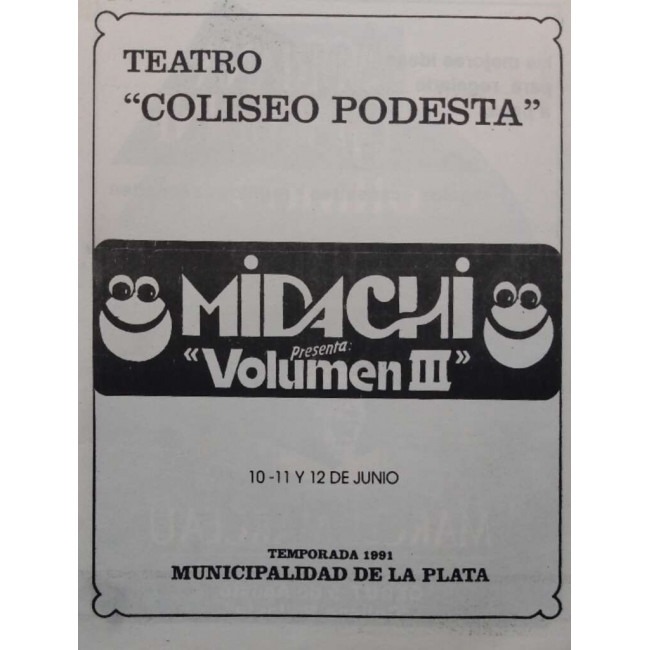 TEATRO
“COLISEO PODESTA”
MIDACHI
Presenta:
«Volumen III»
10 -11 Y 12 DE JUNIO
TEMPORADA 1991
MUNICIPALIDAD DE LA PLATA